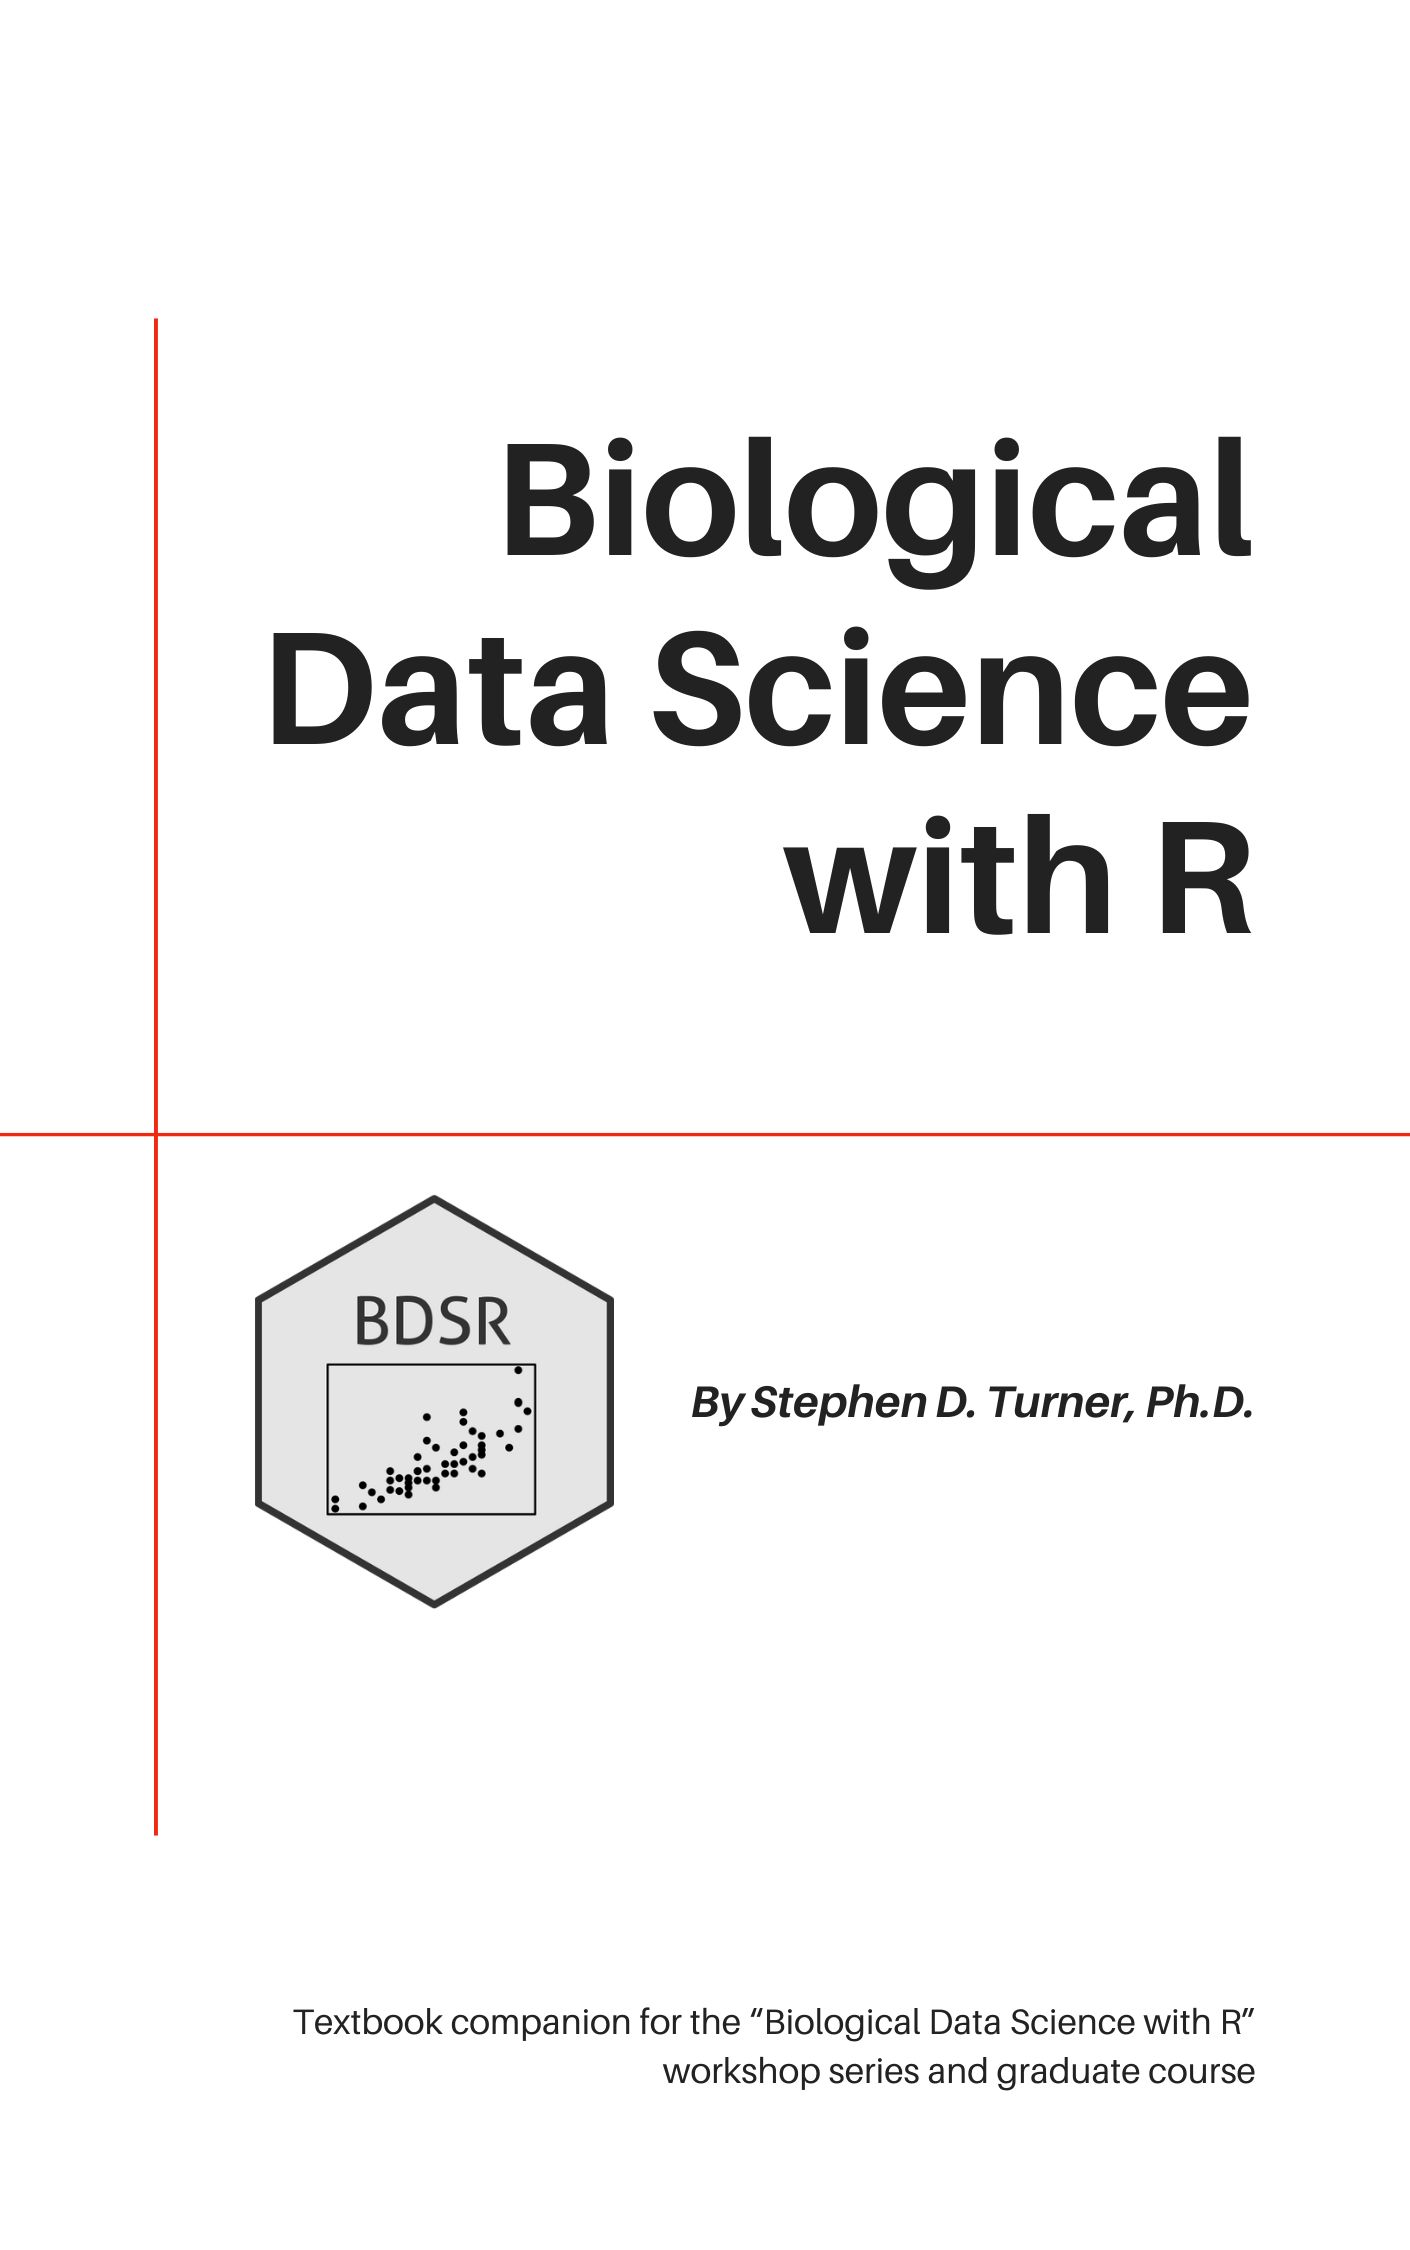 Biological
Data Science
with R
BDSR
By Stephen D. Turner, Ph.D.
Textbook companion for the “Biological Data Science with R”
workshop series and graduate course